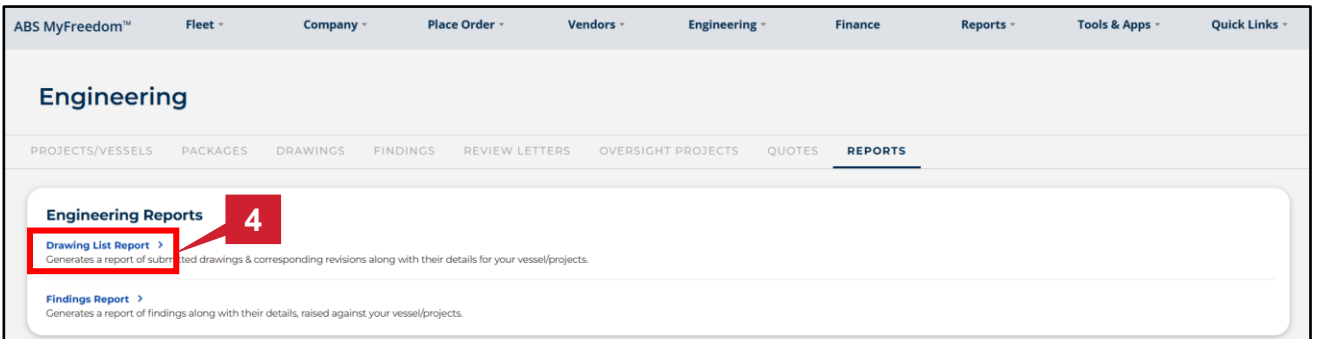 ABS MyFreedom™ Fleet Company Place Order Vendors Engineering Finance Reports Tools & Apps Quick Links
Engineering
PROJECTS/VESSELS PACKAGES DRAWINGS FINDINGS REVIEW LETTERS OVERSIGHT PROJECTS QUOTES REPORTS
Engineering Reports
4
Drawing List Report >
Generates a report of submitted drawings & corresponding revisions along with their details for your vessel/projects.
Findings Report >
Generates a report of findings along with their details, raised against your vessel/projects.